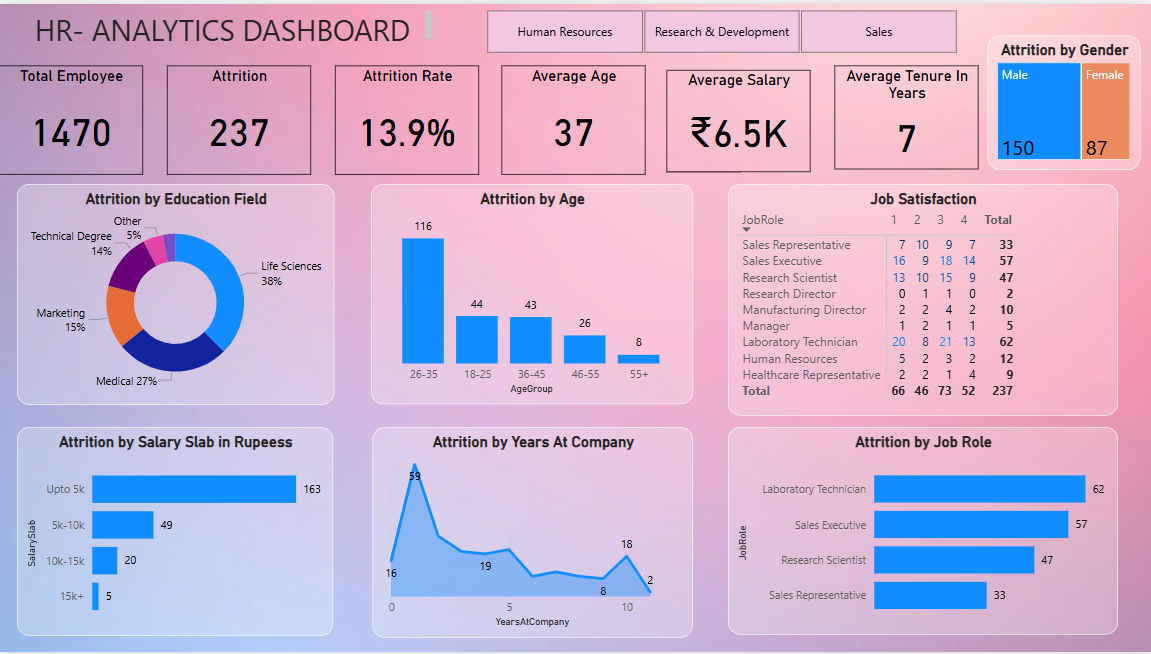 HR- ANALYTICS DASHBOARD
Human Resources
Research & Development
Sales
Total Employee
1470
Attrition
237
Attrition Rate
13.9%
Average Age
37
Average Salary
₹6.5K
Average Tenure In
Years
7
Attrition by Gender
Male
Female
150
87
Attrition by Education Field
Other
5%
Technical Degree
14%
Life Sciences
38%
Marketing
15%
Medical 27%
Attrition by Age
116
44
43
26
8
26-35
18-25
36-45
46-55
55+
AgeGroup
Job Satisfaction
JobRole 1 2 3 4 Total
Sales Representative 7 10 9 7 33
Sales Executive 16 9 18 14 57
Research Scientist 13 10 15 9 47
Research Director 0 1 1 0 2
Manufacturing Director 2 2 4 2 10
Manager 1 2 1 1 5
Laboratory Technician 20 8 21 13 62
Human Resources 5 2 3 2 12
Healthcare Representative 2 2 1 4 9
Total 66 46 73 52 237
Attrition by Salary Slab in Rupeess
SalarySlab
Upto 5k 163
5k-10k 49
10k-15k 20
15k+ 5
Attrition by Years At Company
59
16
19
8
18
2
0
5
10
YearsAtCompany
Attrition by Job Role
JobRole
Laboratory Technician 62
Sales Executive 57
Research Scientist 47
Sales Representative 33